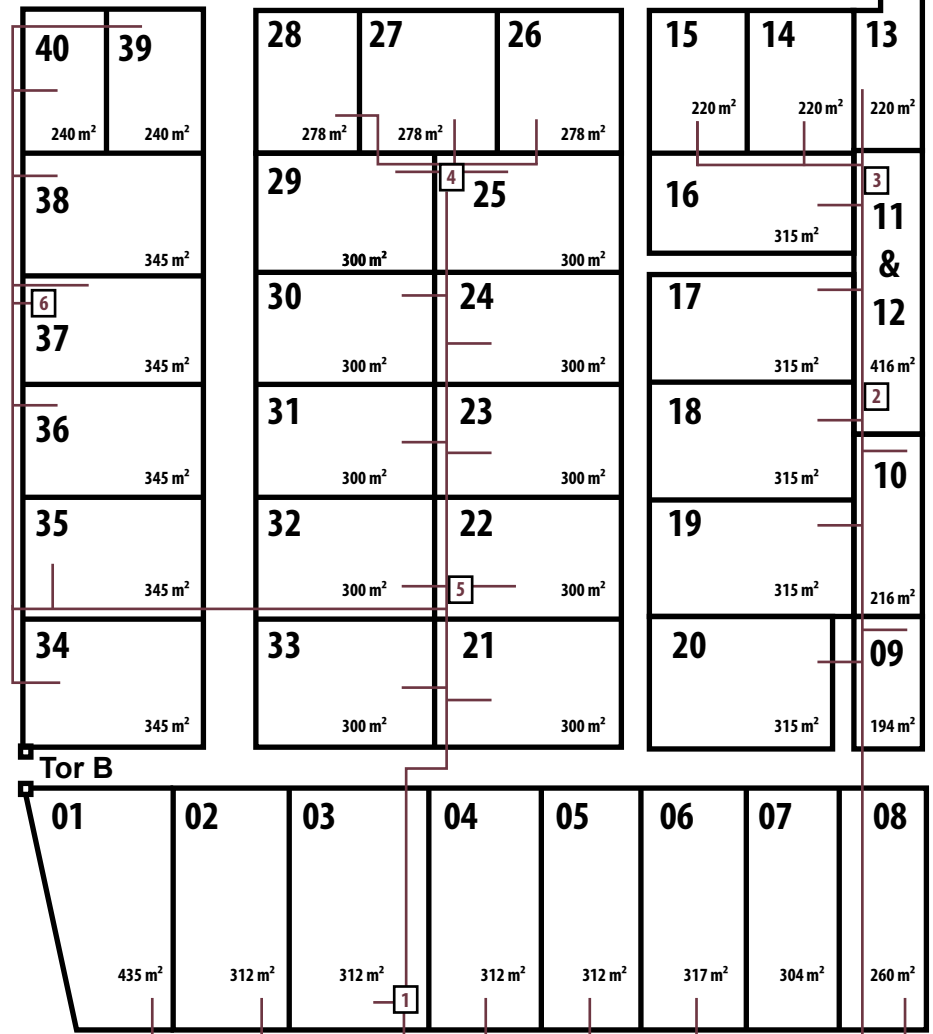 40 39
240 m² 240 m²
38
345 m²
6
37
345 m²
36
345 m²
35
345 m²
34
345 m²
28 27 26
278 m² 278 m² 278 m²
4
29 25
300 m² 300 m²
30 24
300 m² 300 m²
31 23
300 m² 300 m²
32 22
5
300 m² 300 m²
33 21
300 m² 300 m²
15 14 13
220 m² 220 m² 220 m²
3
16
315 m²
11
&
12
416 m²
2
17
315 m²
18
315 m²
10
216 m²
19
315 m²
20
315 m²
09
194 m²
Tor B
01 02 03 04 05 06 07 08
435 m² 312 m² 312 m² 312 m² 312 m² 317 m² 304 m² 260 m²
1